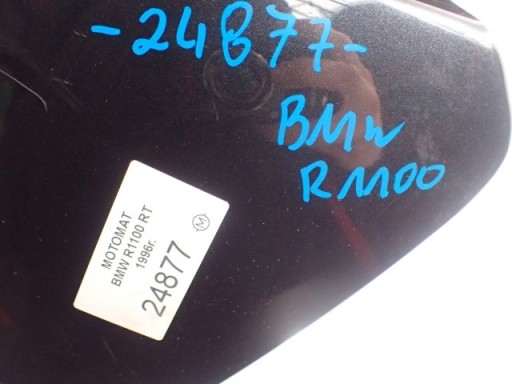 -24877-
BMW
R1100
MOTOMAT
BMW R1100 RT
1996r.
24877
M